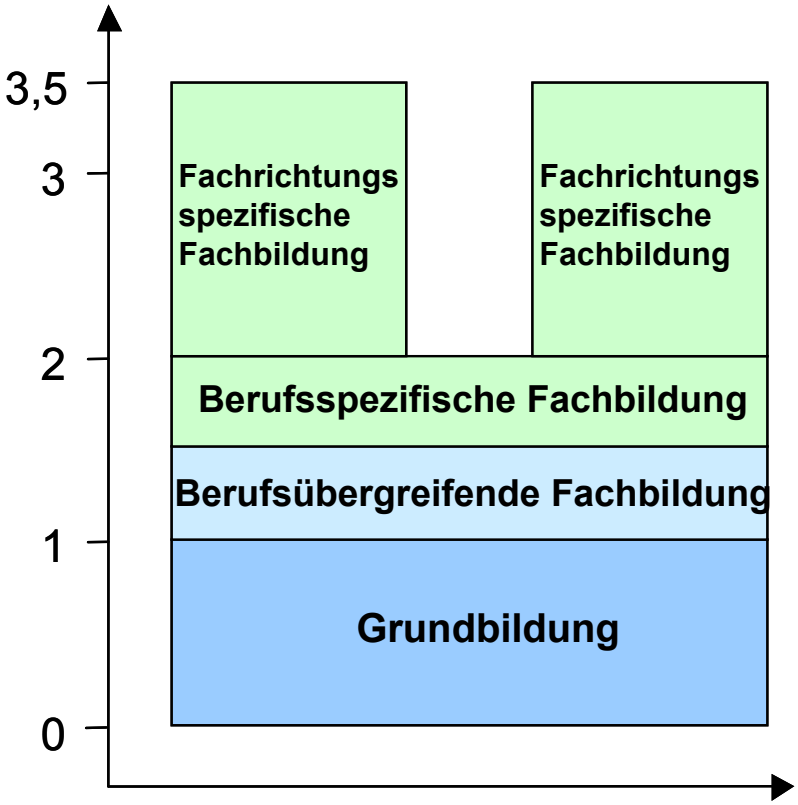 3,5
3
2
1
0
Fachrichtungs
spezifische
Fachbildung
Fachrichtungs
spezifische
Fachbildung
Berufsspezifische Fachbildung
Berufsübergreifende Fachbildung
Grundbildung